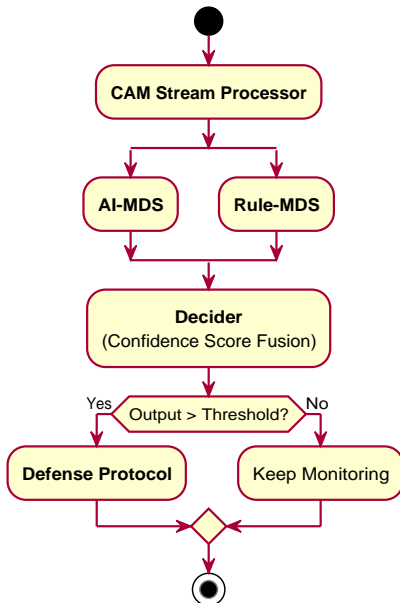 CAM Stream Processor
AI-MDS
Rule-MDS
Decider
(Confidence Score Fusion)
Yes
Output > Threshold?
No
Defense Protocol
Keep Monitoring